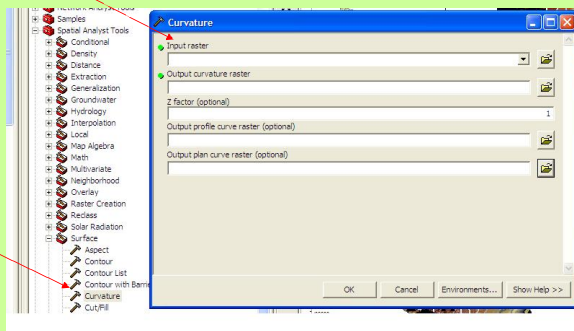 Network Analyst Tools
Samples
Spatial Analyst Tools
Conditional
Density
Distance
Extraction
Generalization
Groundwater
Hydrology
Interpolation
Local
Map Algebra
Math
Multivariate
Neighborhood
Overlay
Raster Creation
Reclass
Solar Radiation
Surface
Aspect
Contour
Contour List
Contour with Barrie
Curvature
Cut/Fill
Curvature
Input raster
Output curvature raster
Z factor (optional)
1
Output profile curve raster (optional)
Output plan curve raster (optional)
OK Cancel Environments... Show Help >>